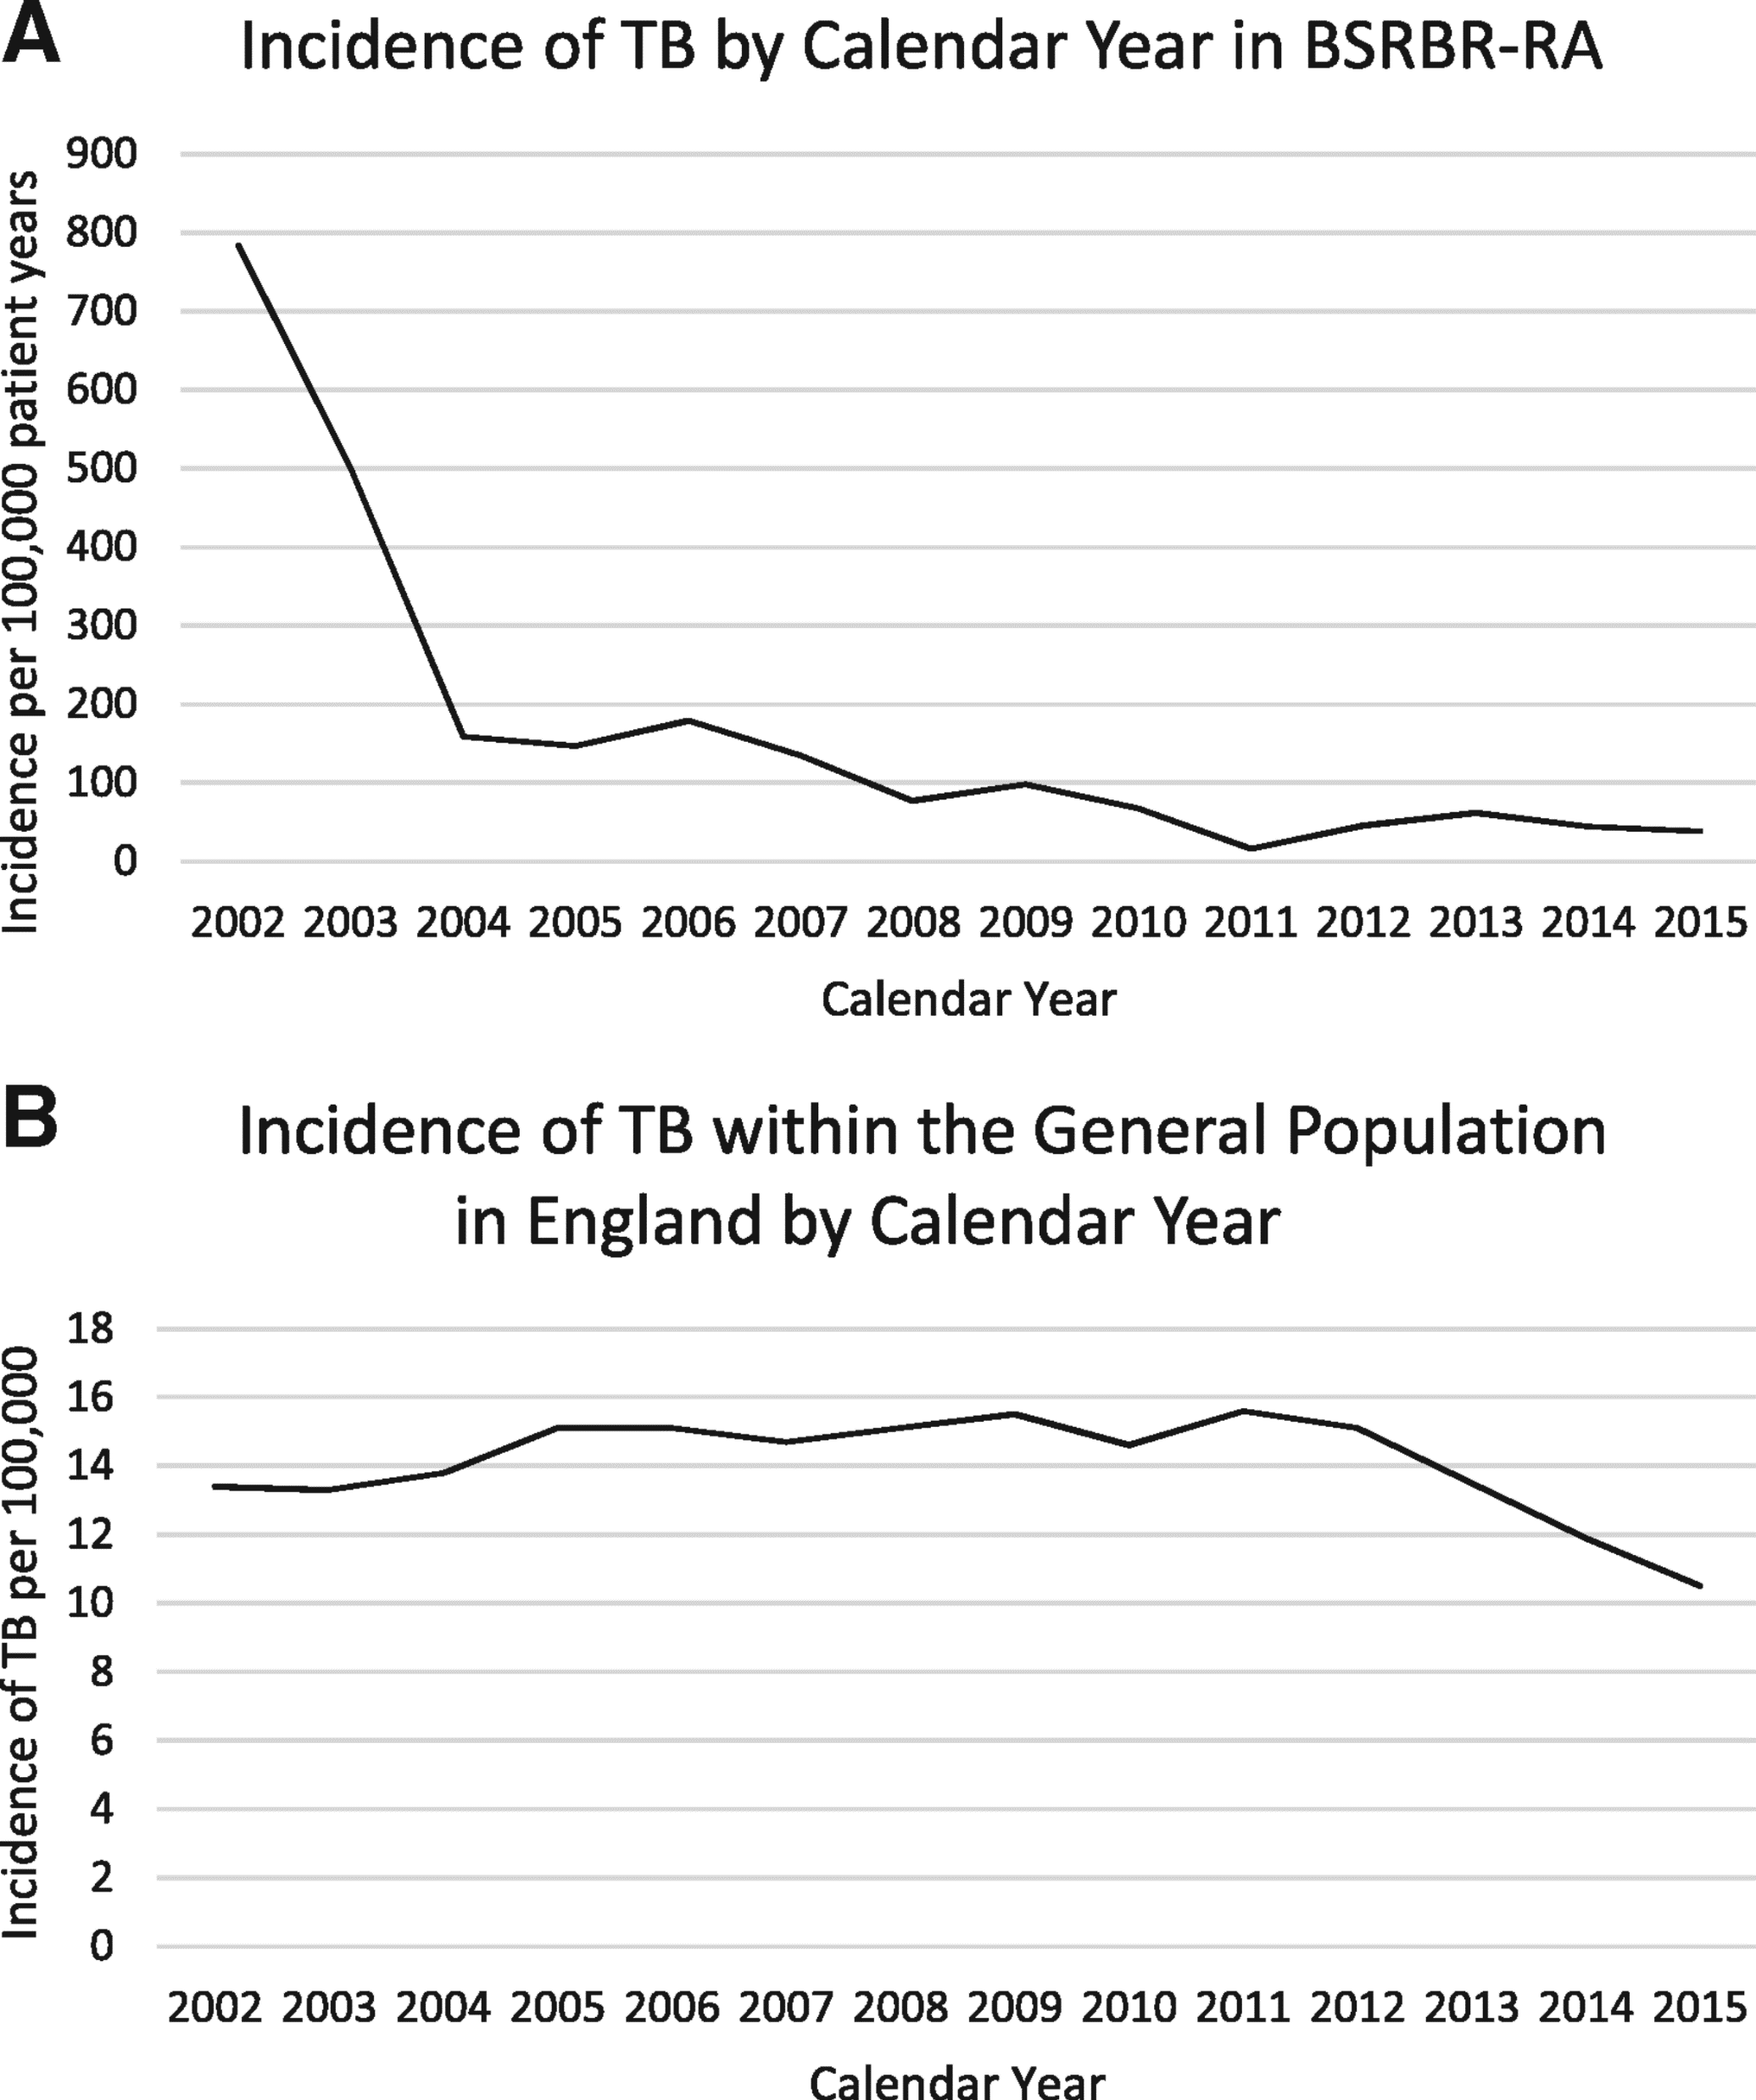 A
Incidence of TB by Calendar Year in BSRBR-RA
Incidence per 100,000 patient years
900
800
700
600
500
400
300
200
100
0
2002 2003 2004 2005 2006 2007 2008 2009 2010 2011 2012 2013 2014 2015
Calendar Year
B
Incidence of TB within the General Population
in England by Calendar Year
Incidence of TB per 100,000
18
16
14
12
10
8
6
4
2
0
2002 2003 2004 2005 2006 2007 2008 2009 2010 2011 2012 2013 2014 2015
Calendar Year